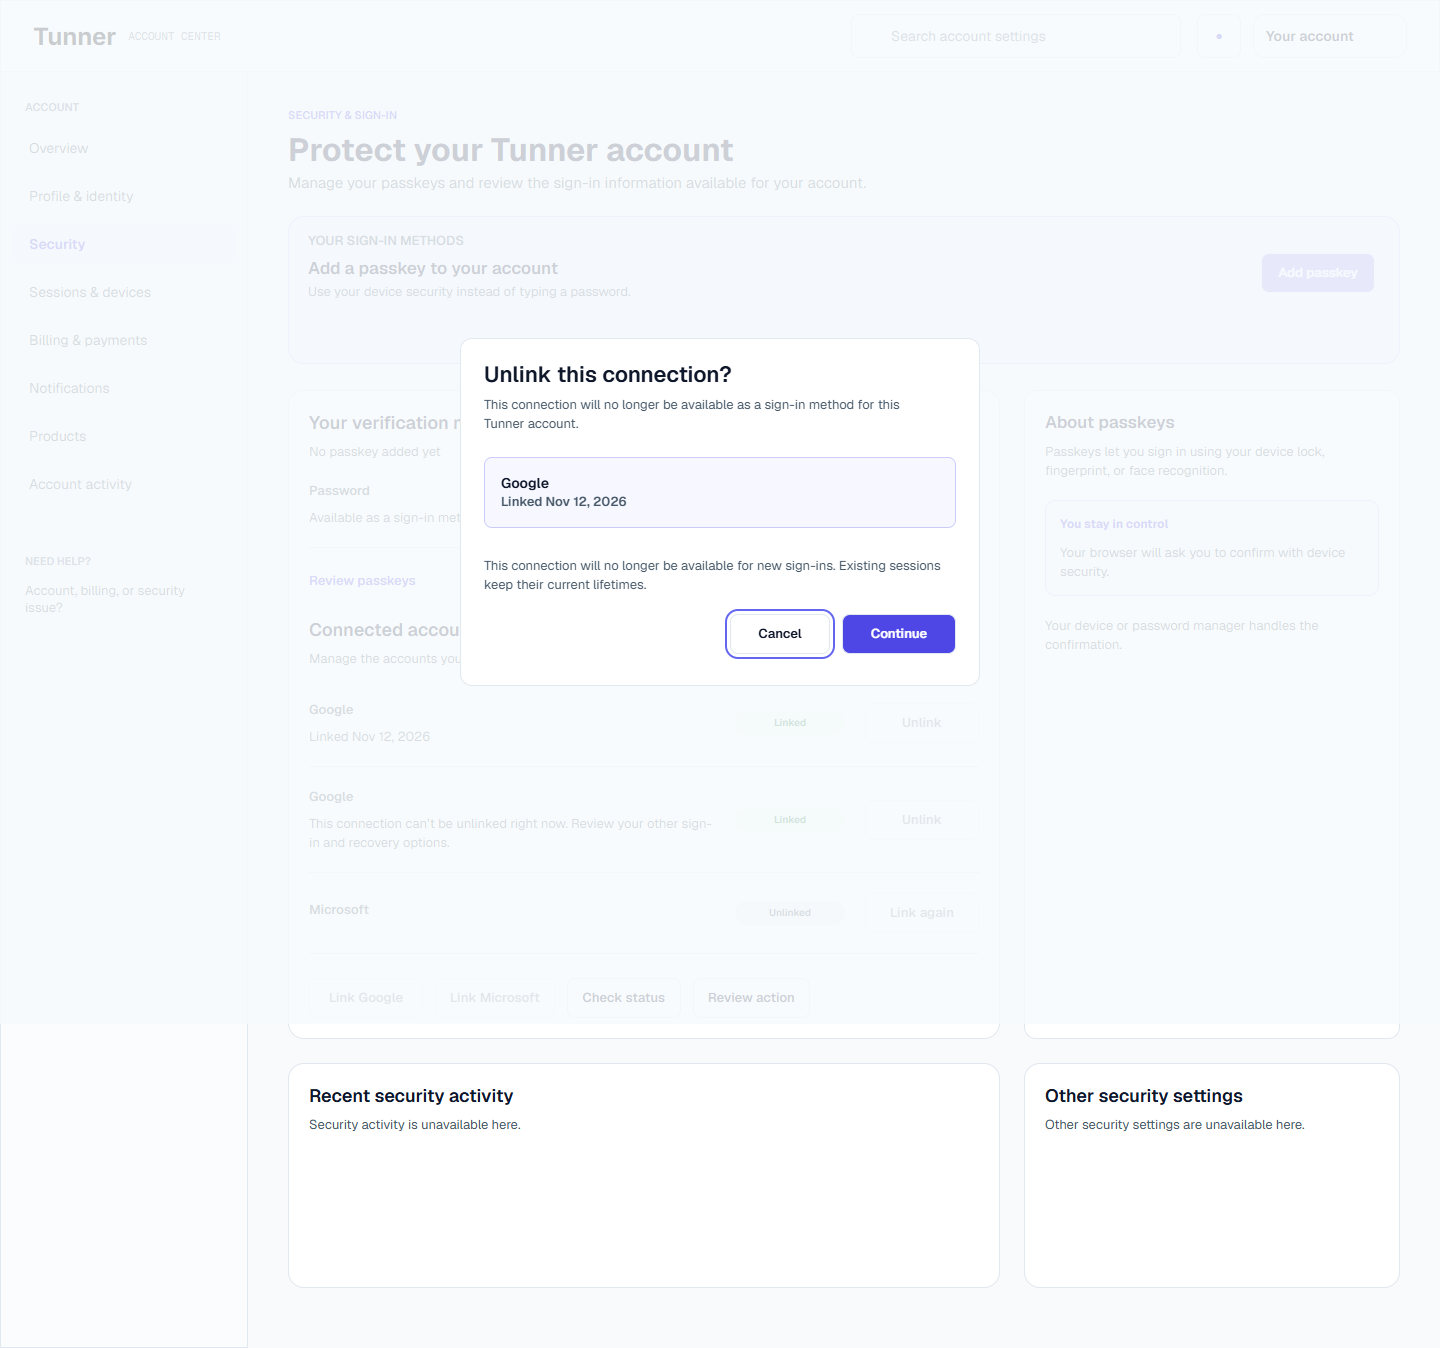 Tunner ACCOUNT CENTER
Search account settings
Your account
ACCOUNT
Overview
Profile & identity
Security
Sessions & devices
Billing & payments
Notifications
Products
Account activity
NEED HELP?
Account, billing, or security
issue?
SECURITY & SIGN-IN
Protect your Tunner account
Manage your passkeys and review the sign-in information available for your account.
YOUR SIGN-IN METHODS
Add a passkey to your account
Use your device security instead of typing a password.
Add passkey
Unlink this connection?
This connection will no longer be available as a sign-in method for this
Tunner account.
Google
Linked Nov 12, 2026
This connection will no longer be available for new sign-ins. Existing sessions
keep their current lifetimes.
Cancel
Continue
Your verification
No passkey added yet
Password
Available as a sign-in
Review passkeys
Connected
Manage the accounts
Google
Linked Nov 12, 2026
Linked
Unlink
Google
This connection can't be unlinked right now. Review your other sign-
in and recovery options.
Linked
Unlink
Microsoft
Unlinked
Link again
Link Google
Link Microsoft
Check status
Review action
About passkeys
Passkeys let you sign in using your device lock,
fingerprint, or face recognition.
You stay in control
Your browser will ask you to confirm with device
security.
Your device or password manager handles the
confirmation.
Recent security activity
Security activity is unavailable here.
Other security settings
Other security settings are unavailable here.